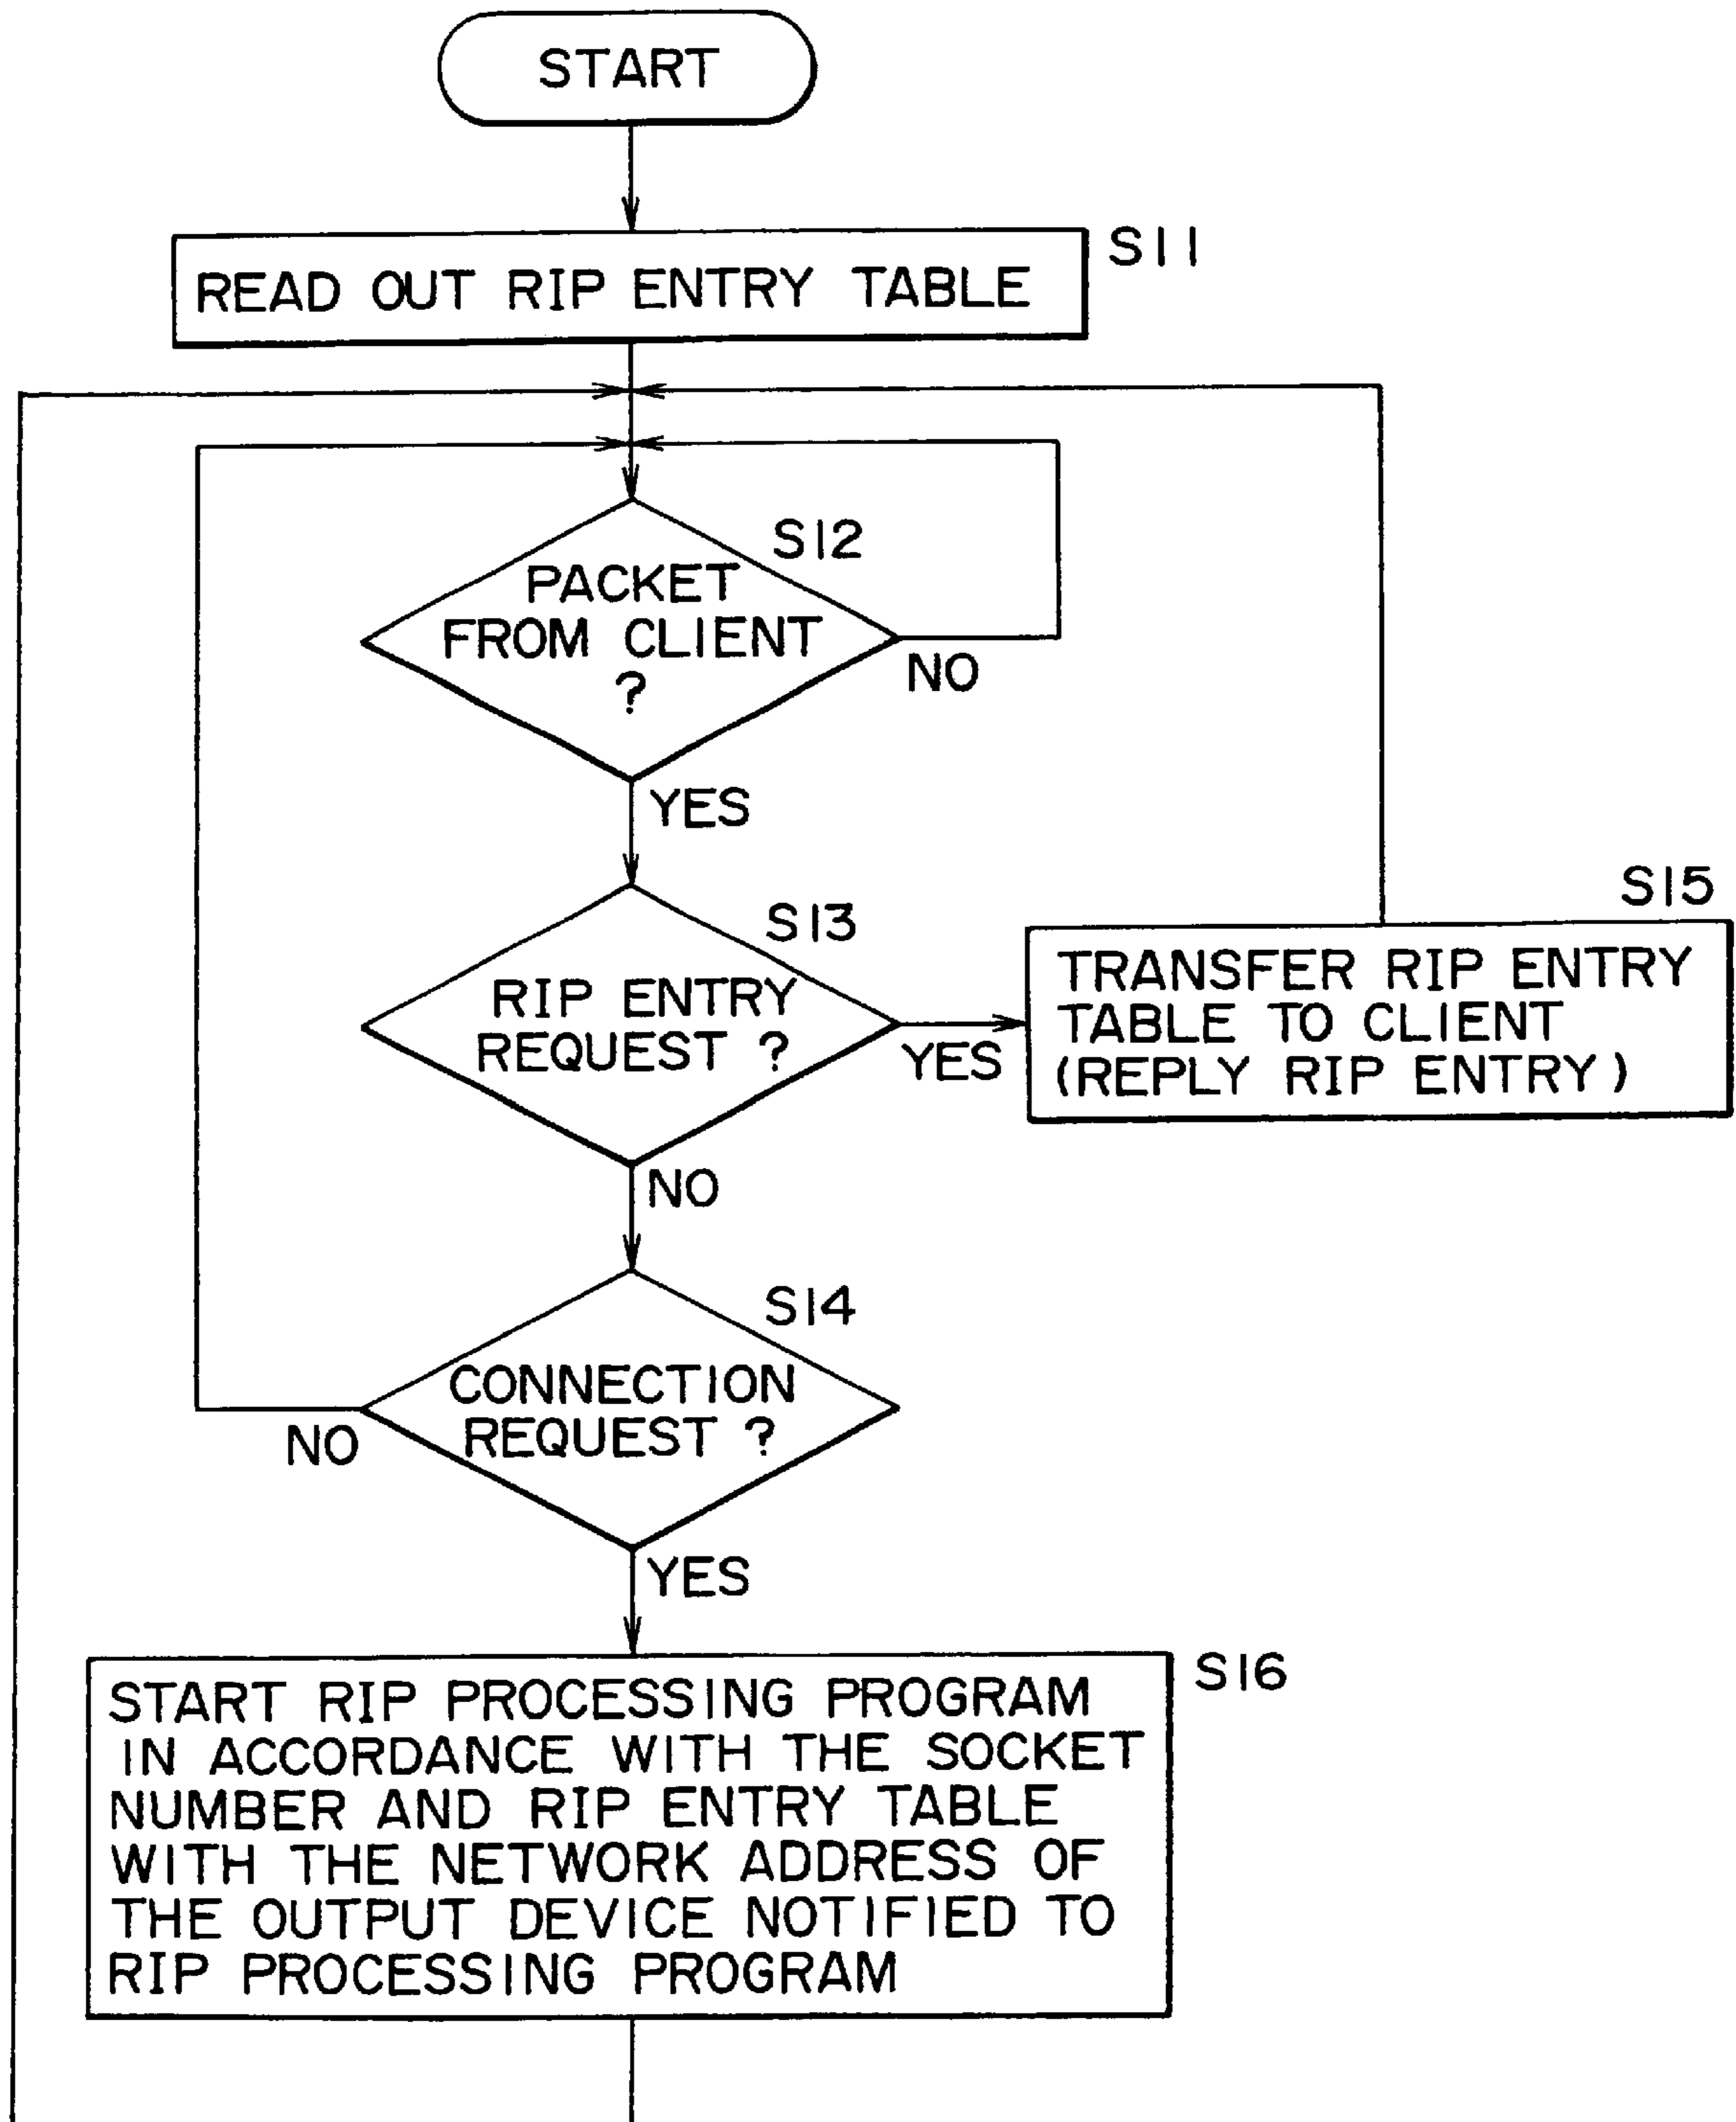 START
READ OUT RIP ENTRY TABLE
S11
S12
PACKET
FROM CLIENT
?
NO
YES
S13
RIP ENTRY
REQUEST ?
YES
S15
TRANSFER RIP ENTRY
TABLE TO CLIENT
(REPLY RIP ENTRY)
NO
S14
CONNECTION
REQUEST ?
NO
YES
S16
START RIP PROCESSING PROGRAM
IN ACCORDANCE WITH THE SOCKET
NUMBER AND RIP ENTRY TABLE
WITH THE NETWORK ADDRESS OF
THE OUTPUT DEVICE NOTIFIED TO
RIP PROCESSING PROGRAM